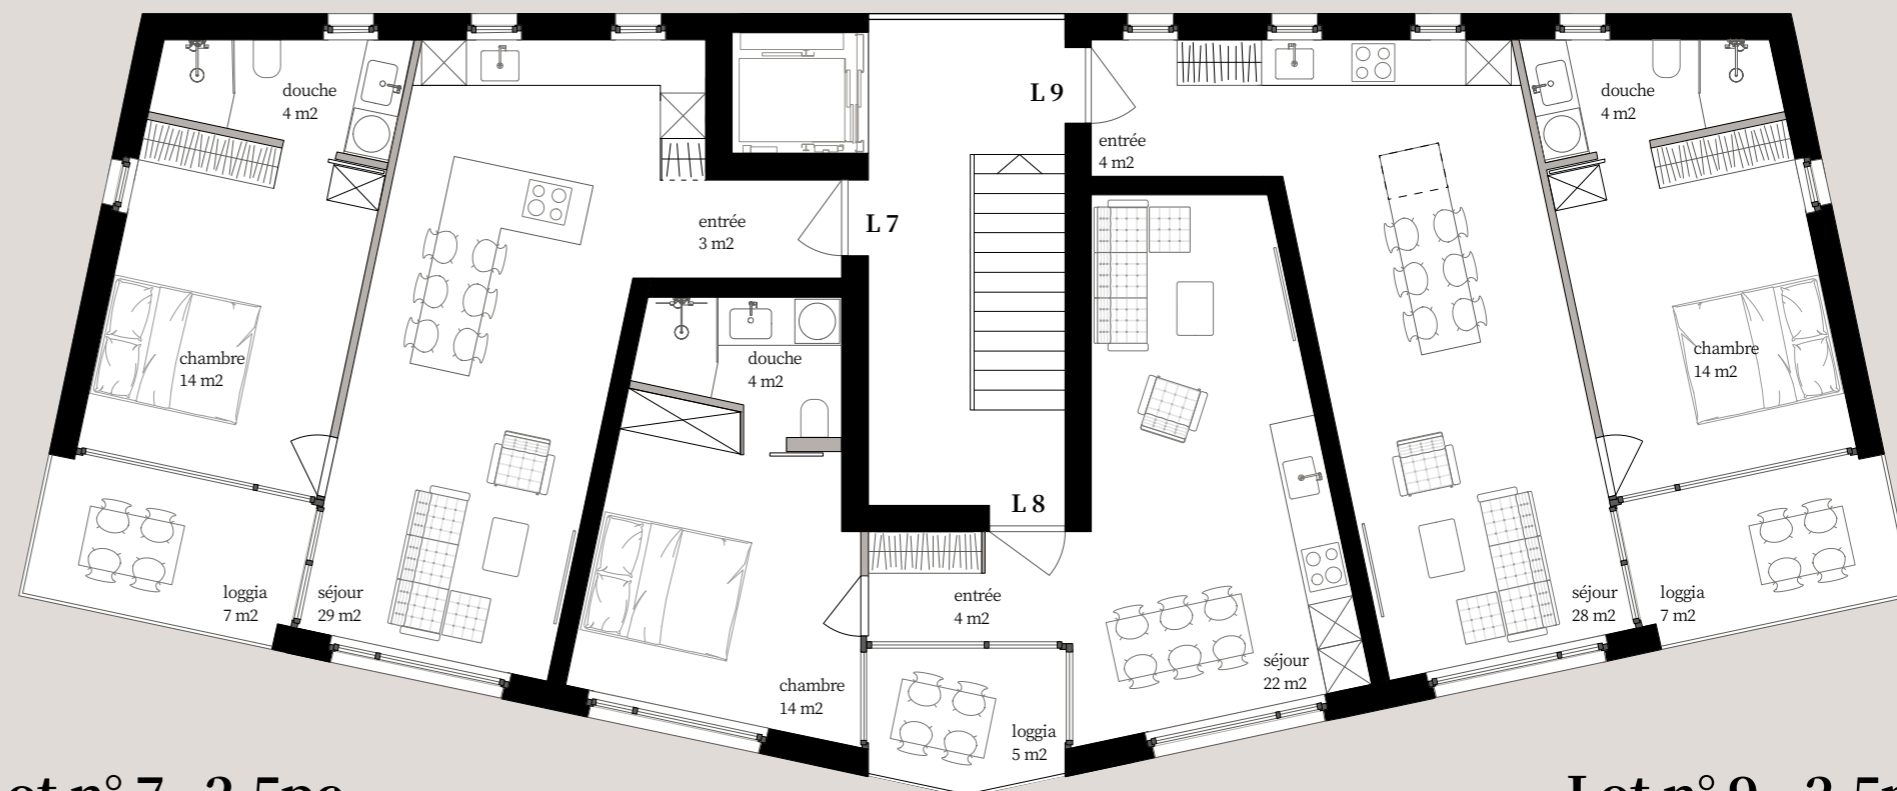 douche
4 m2
L 9
douche
4 m2
entrée
4 m2
entrée
3 m2
L 7
chambre
14 m2
douche
4 m2
chambre
14 m2
L 8
loggia
7 m2
séjour
29 m2
entrée
4 m2
séjour
28 m2
loggia
7 m2
chambre
14 m2
séjour
22 m2
loggia
5 m2